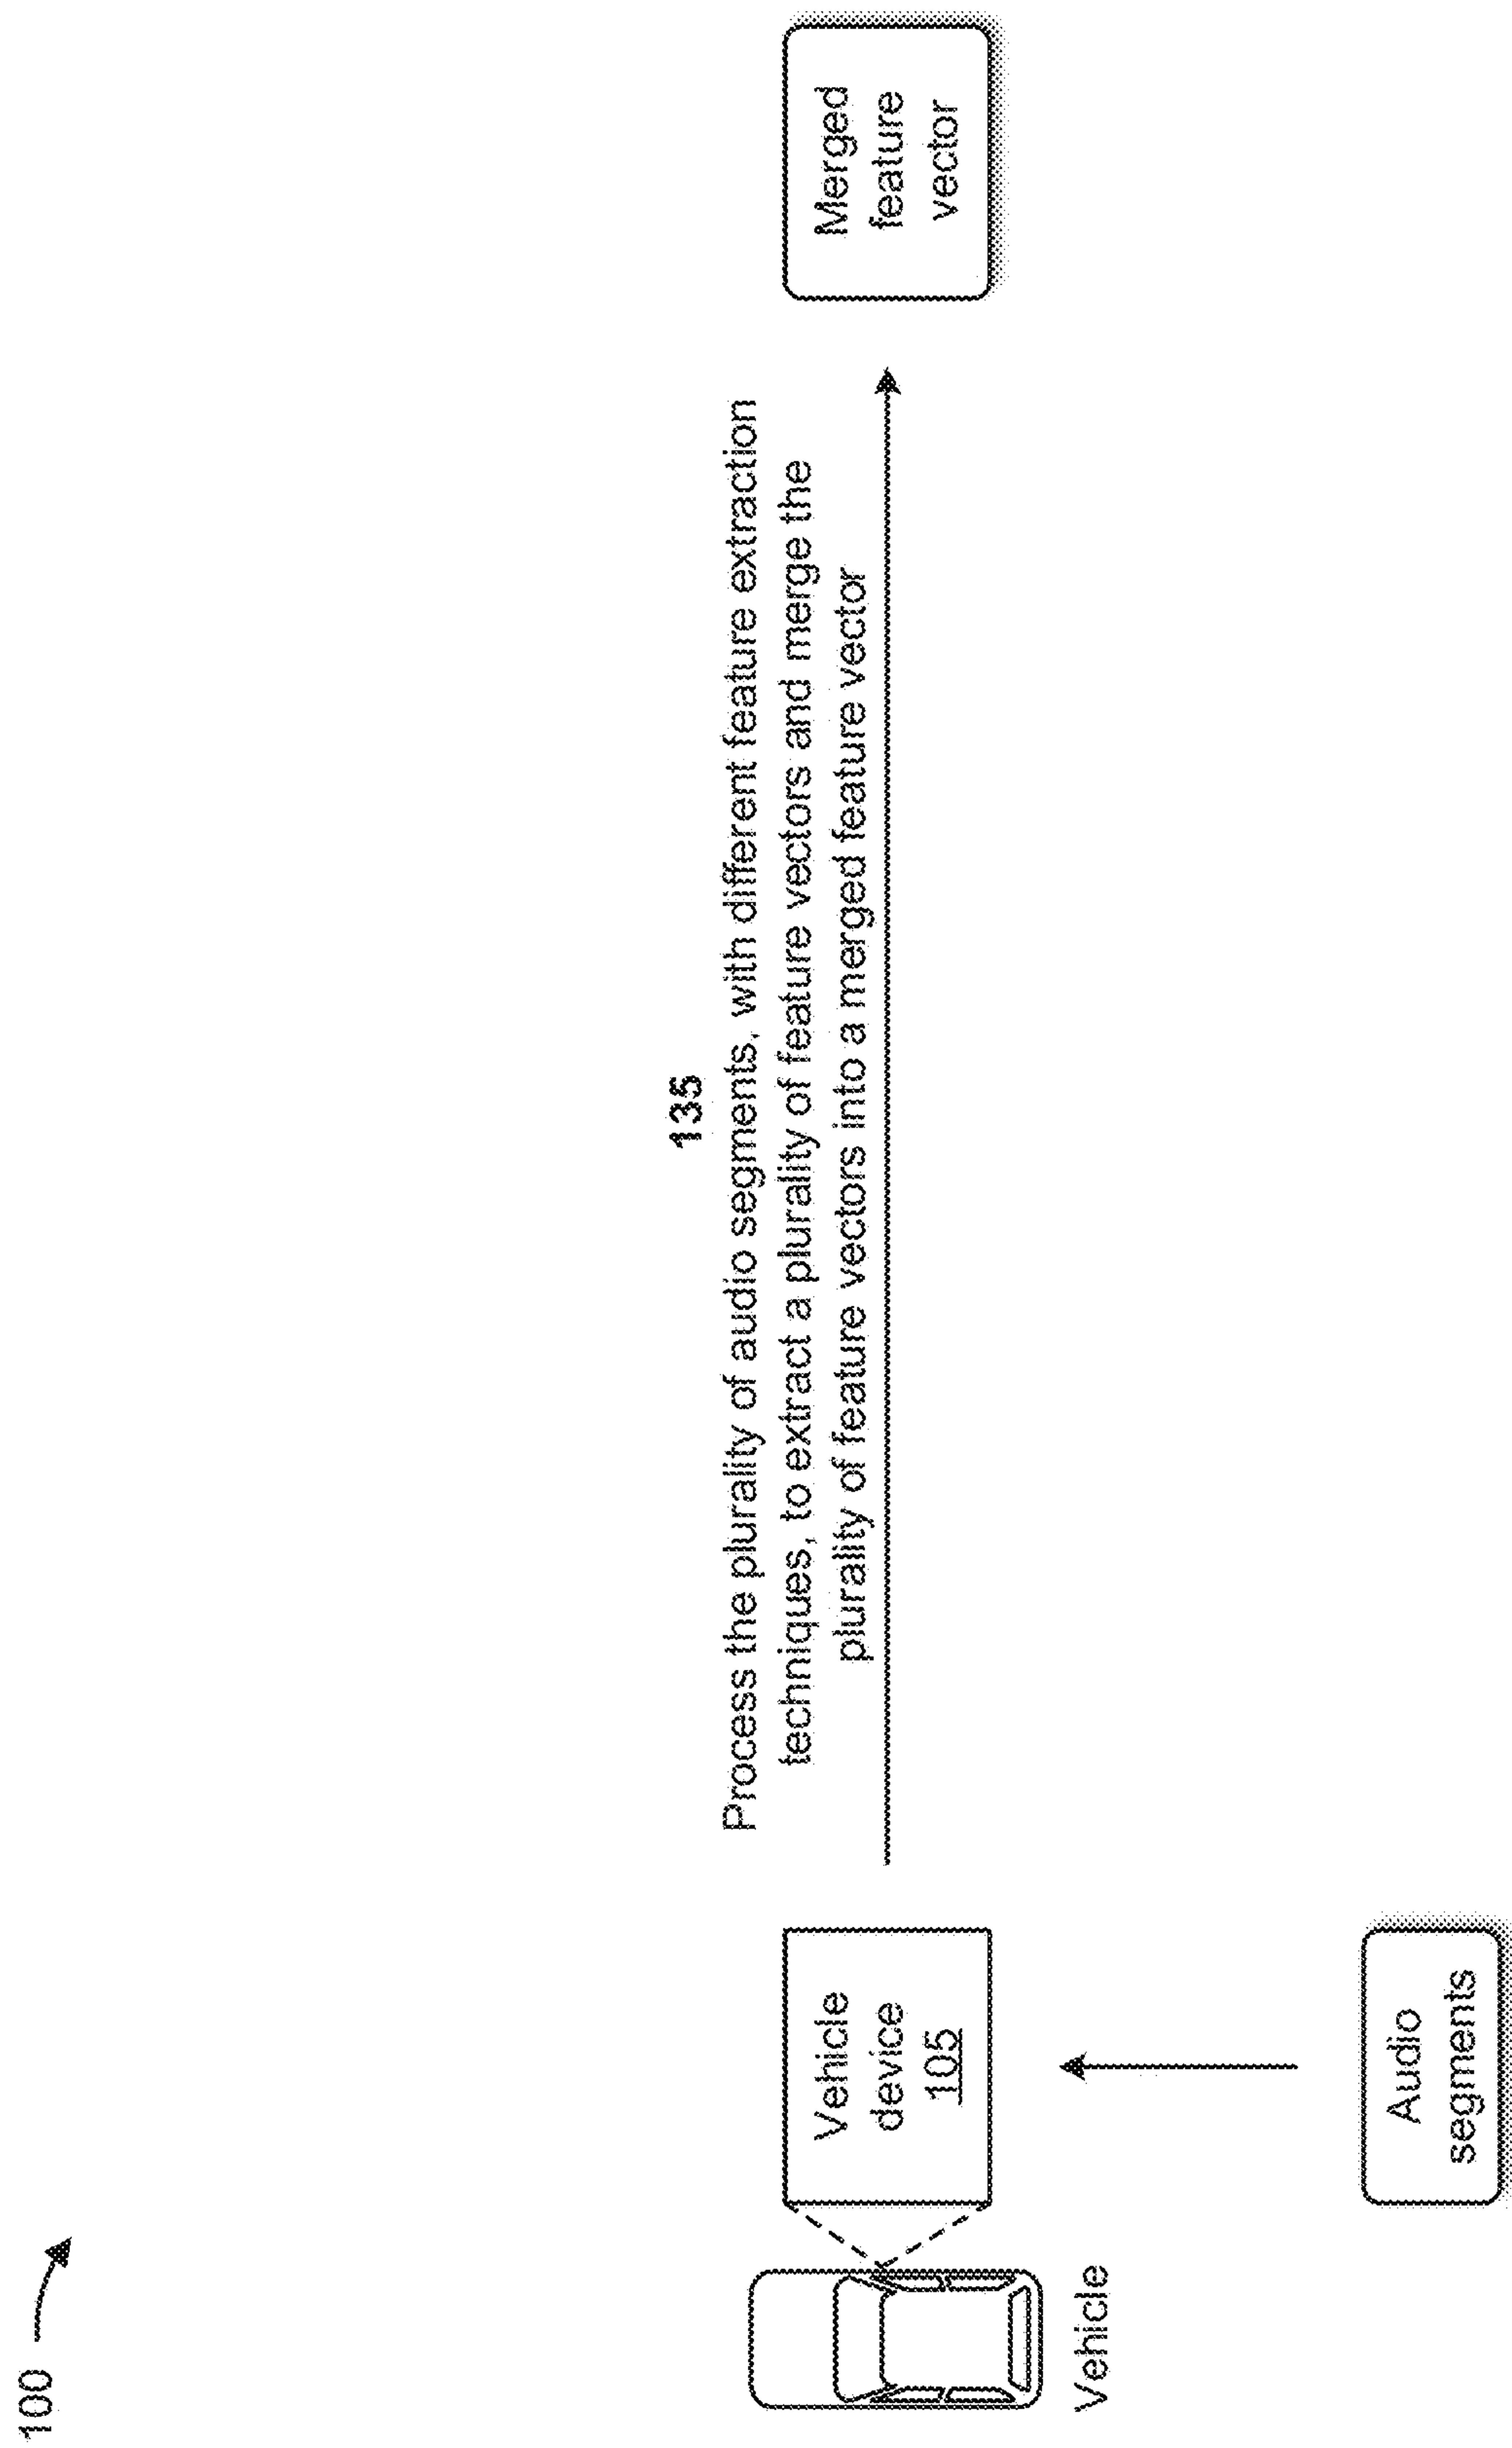 100
135
Process the plurality of audio segments, with different feature extraction
techniques, to extract a plurality of feature vectors and merge the
plurality of feature vectors into a merged feature vector
Vehicle
device
105
Merged
feature
vector
Vehicle
Audio
segments